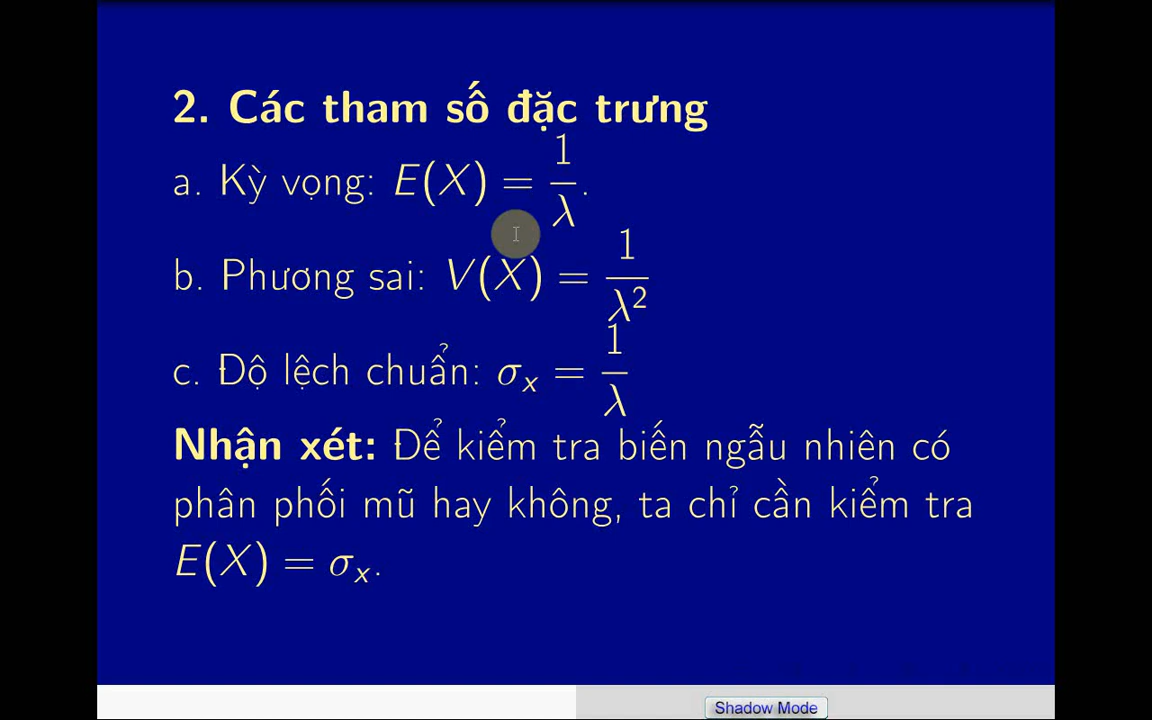 2. Các tham số đặc trưng
a. Kỳ vọng: E(X) = 1/λ.
b. Phương sai: V(X) = 1/λ²
c. Độ lệch chuẩn: σₓ = 1/λ
Nhận xét: Để kiểm tra biến ngẫu nhiên có
phân phối mũ hay không, ta chỉ cần kiểm tra
E(X) = σₓ.
Shadow Mode